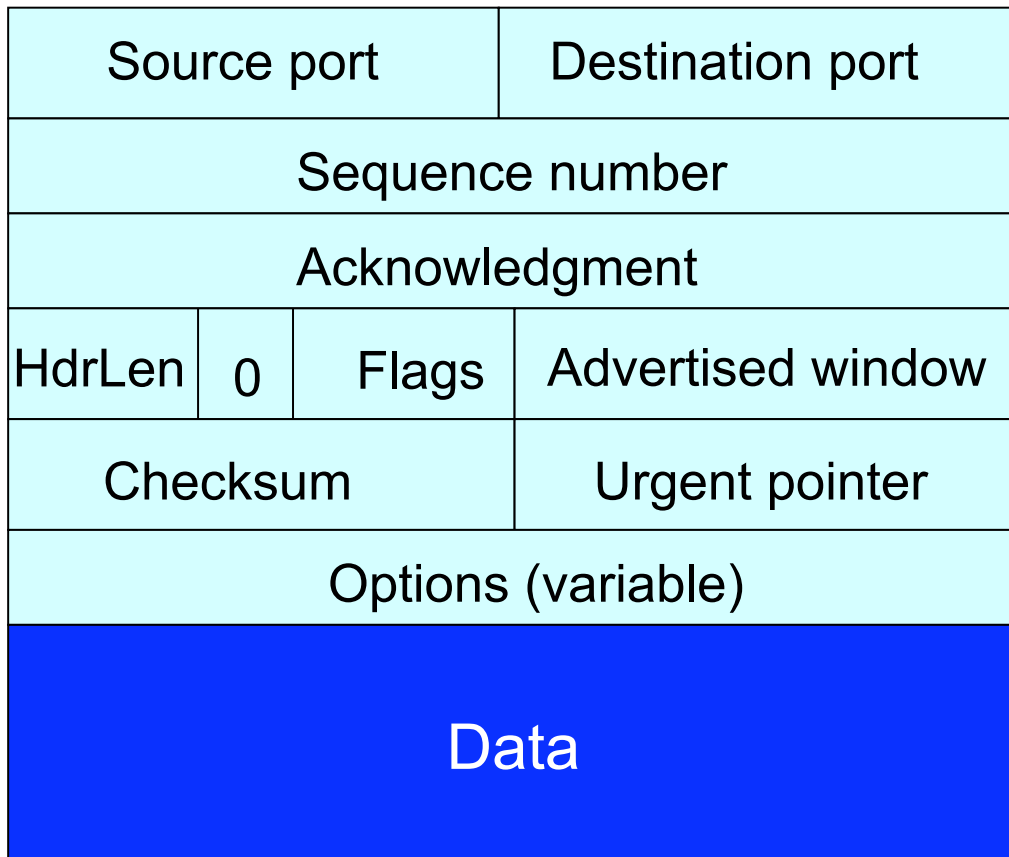 Source port Destination port
Sequence number
Acknowledgment
HdrLen 0 Flags Advertised window
Checksum Urgent pointer
Options (variable)
Data